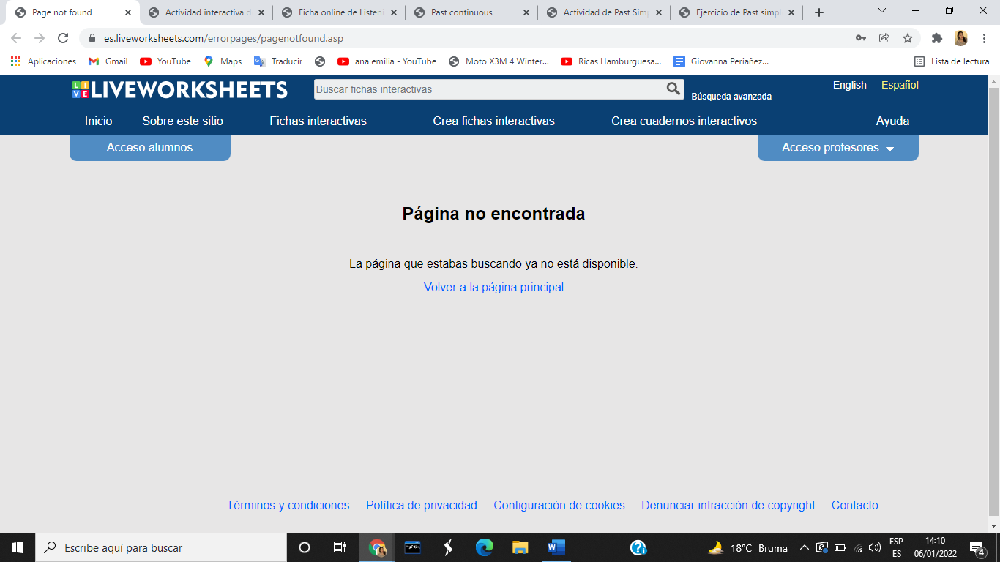 Page not found
Actividad interactiva d
Ficha online de Listeni
Past continuous
Actividad de Past Simp
Ejercicio de Past simpl
es.liveworksheets.com/errorpages/pagenotfound.asp
Aplicaciones
Gmail
YouTube
Maps
Traducir
ana emilia - YouTube
Moto X3M 4 Winter...
Ricas Hamburguesa...
Giovanna Periañez...
Lista de lectura
LIVE
LIVEWORKSHEETS
Buscar fichas interactivas
Búsqueda avanzada
English - Español
Inicio
Sobre este sitio
Fichas interactivas
Crea fichas interactivas
Crea cuadernos interactivos
Ayuda
Acceso alumnos
Acceso profesores
Página no encontrada
La página que estabas buscando ya no está disponible.
Volver a la página principal
Términos y condiciones
Política de privacidad
Configuración de cookies
Denunciar infracción de copyright
Contacto
Escribe aquí para buscar
MySQL
18°C Bruma
ESP
ES
14:10
06/01/2022
4